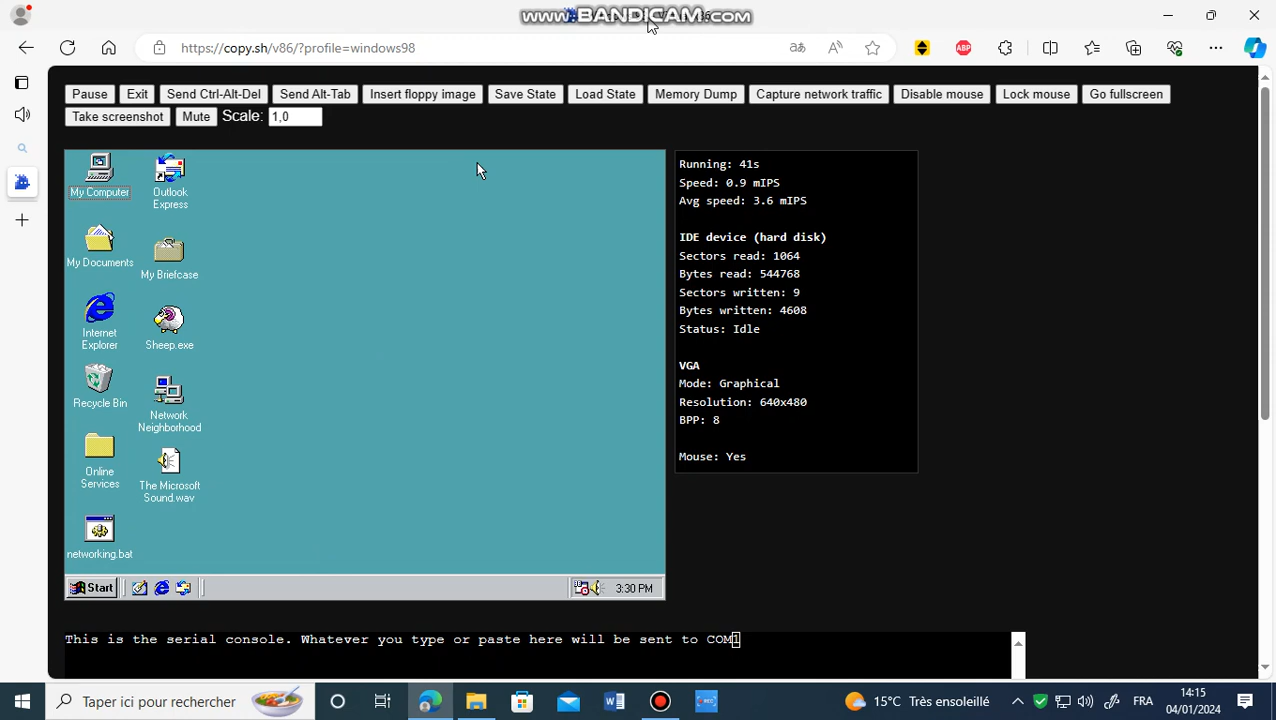 www.BANDICAM.com
https://copy.sh/v86/?profile=windows98
Pause Exit Send Ctrl-Alt-Del Send Alt-Tab Insert floppy image Save State Load State Memory Dump Capture network traffic Disable mouse Lock mouse Go fullscreen
Take screenshot Mute Scale: 1,0
My Computer
Outlook
Express
My Documents
My Briefcase
Internet
Explorer
Sheep.exe
Recycle Bin
Network
Neighborhood
Online
Services
The Microsoft
Sound.wav
networking.bat
Start 3:30 PM
Running: 41s
Speed: 0.9 mIPS
Avg speed: 3.6 mIPS
IDE device (hard disk)
Sectors read: 1064
Bytes read: 544768
Sectors written: 9
Bytes written: 4608
Status: Idle
VGA
Mode: Graphical
Resolution: 640x480
BPP: 8
Mouse: Yes
This is the serial console. Whatever you type or paste here will be sent to COM1
Taper ici pour rechercher 15°C Très ensoleillé FRA 14:15
04/01/2024